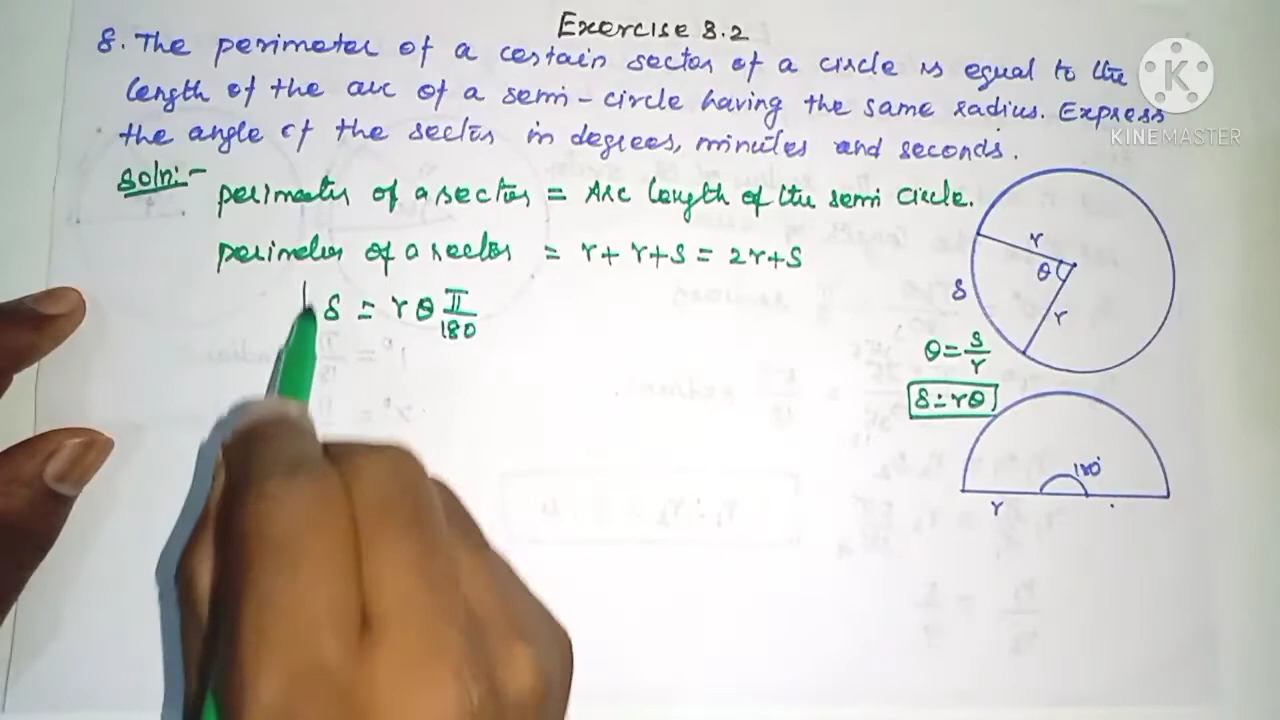 Exercise 8.2
8. The perimeter of a certain sector of a circle is equal to the
length of the arc of a semi-circle having the same radius. Express
the angle of the sector in degrees, minutes and seconds.
K
KINEMASTER
Soln:-
perimeter of a sector = Arc length of the semi circle.
perimeter of a sector = r + r + s = 2r + s
s = r θ π/180
r
θ
s
r
θ = s/r
s = rθ
180°
r